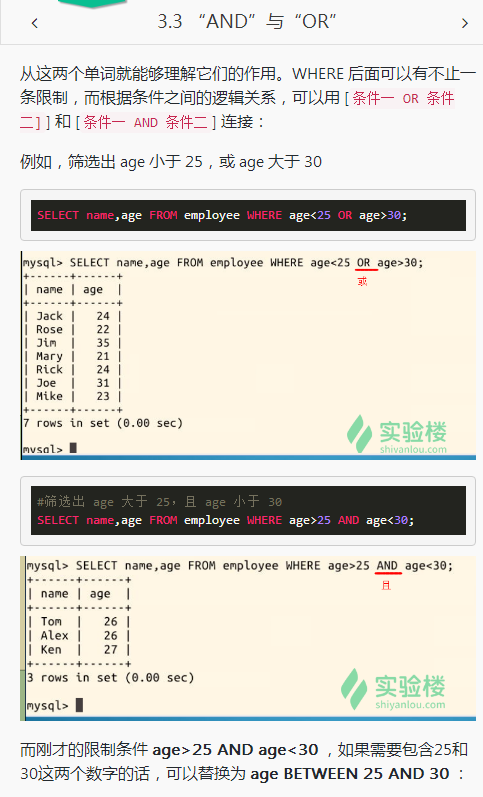 3.3 “AND”与“OR”
从这两个单词就能够理解它们的作用。WHERE 后面可以有不止一
条限制，而根据条件之间的逻辑关系，可以用 [ 条件一 OR 条件
二] ] 和 [ 条件一 AND 条件二 ] 连接：
例如，筛选出 age 小于 25，或 age 大于 30
SELECT name,age FROM employee WHERE age<25 OR age>30;
mysql> SELECT name,age FROM employee WHERE age<25 OR age>30;
或
+------+------+
| name | age  |
+------+------+
| Jack |   24 |
| Rose |   22 |
| Jim  |   35 |
| Mary |   21 |
| Rick |   24 |
| Joe  |   31 |
| Mike |   23 |
+------+------+
7 rows in set (0.00 sec)
mysql>
实验楼
shiyanlou.com
#筛选出 age 大于 25，且 age 小于 30
SELECT name,age FROM employee WHERE age>25 AND age<30;
mysql> SELECT name,age FROM employee WHERE age>25 AND age<30;
且
+------+------+
| name | age  |
+------+------+
| Tom  |   26 |
| Alex |   26 |
| Ken  |   27 |
+------+------+
3 rows in set (0.00 sec)
mysql>
实验楼
shiyanlou.com
而刚才的限制条件 age>25 AND age<30 ，如果需要包含25和
30这两个数字的话，可以替换为 age BETWEEN 25 AND 30 ：